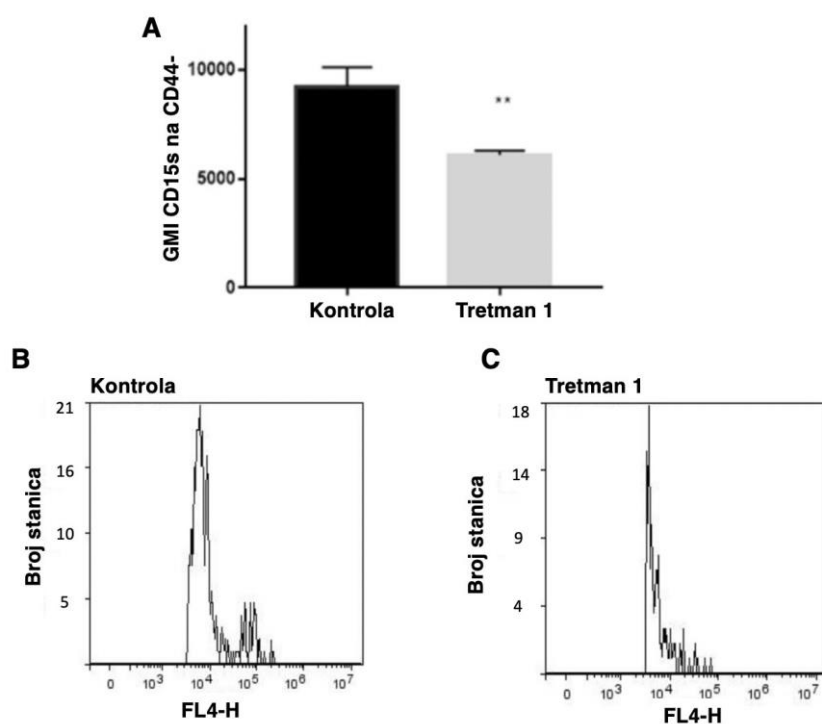 A
GMI CD15s na CD44-
10000
5000
0
**
Kontrola
Tretman 1
B
Kontrola
Broj stanica
21
16
10
5
0
10³
10⁴
10⁵
10⁶
10⁷
FL4-H
C
Tretman 1
Broj stanica
18
14
9
4
0
10³
10⁴
10⁵
10⁶
10⁷
FL4-H